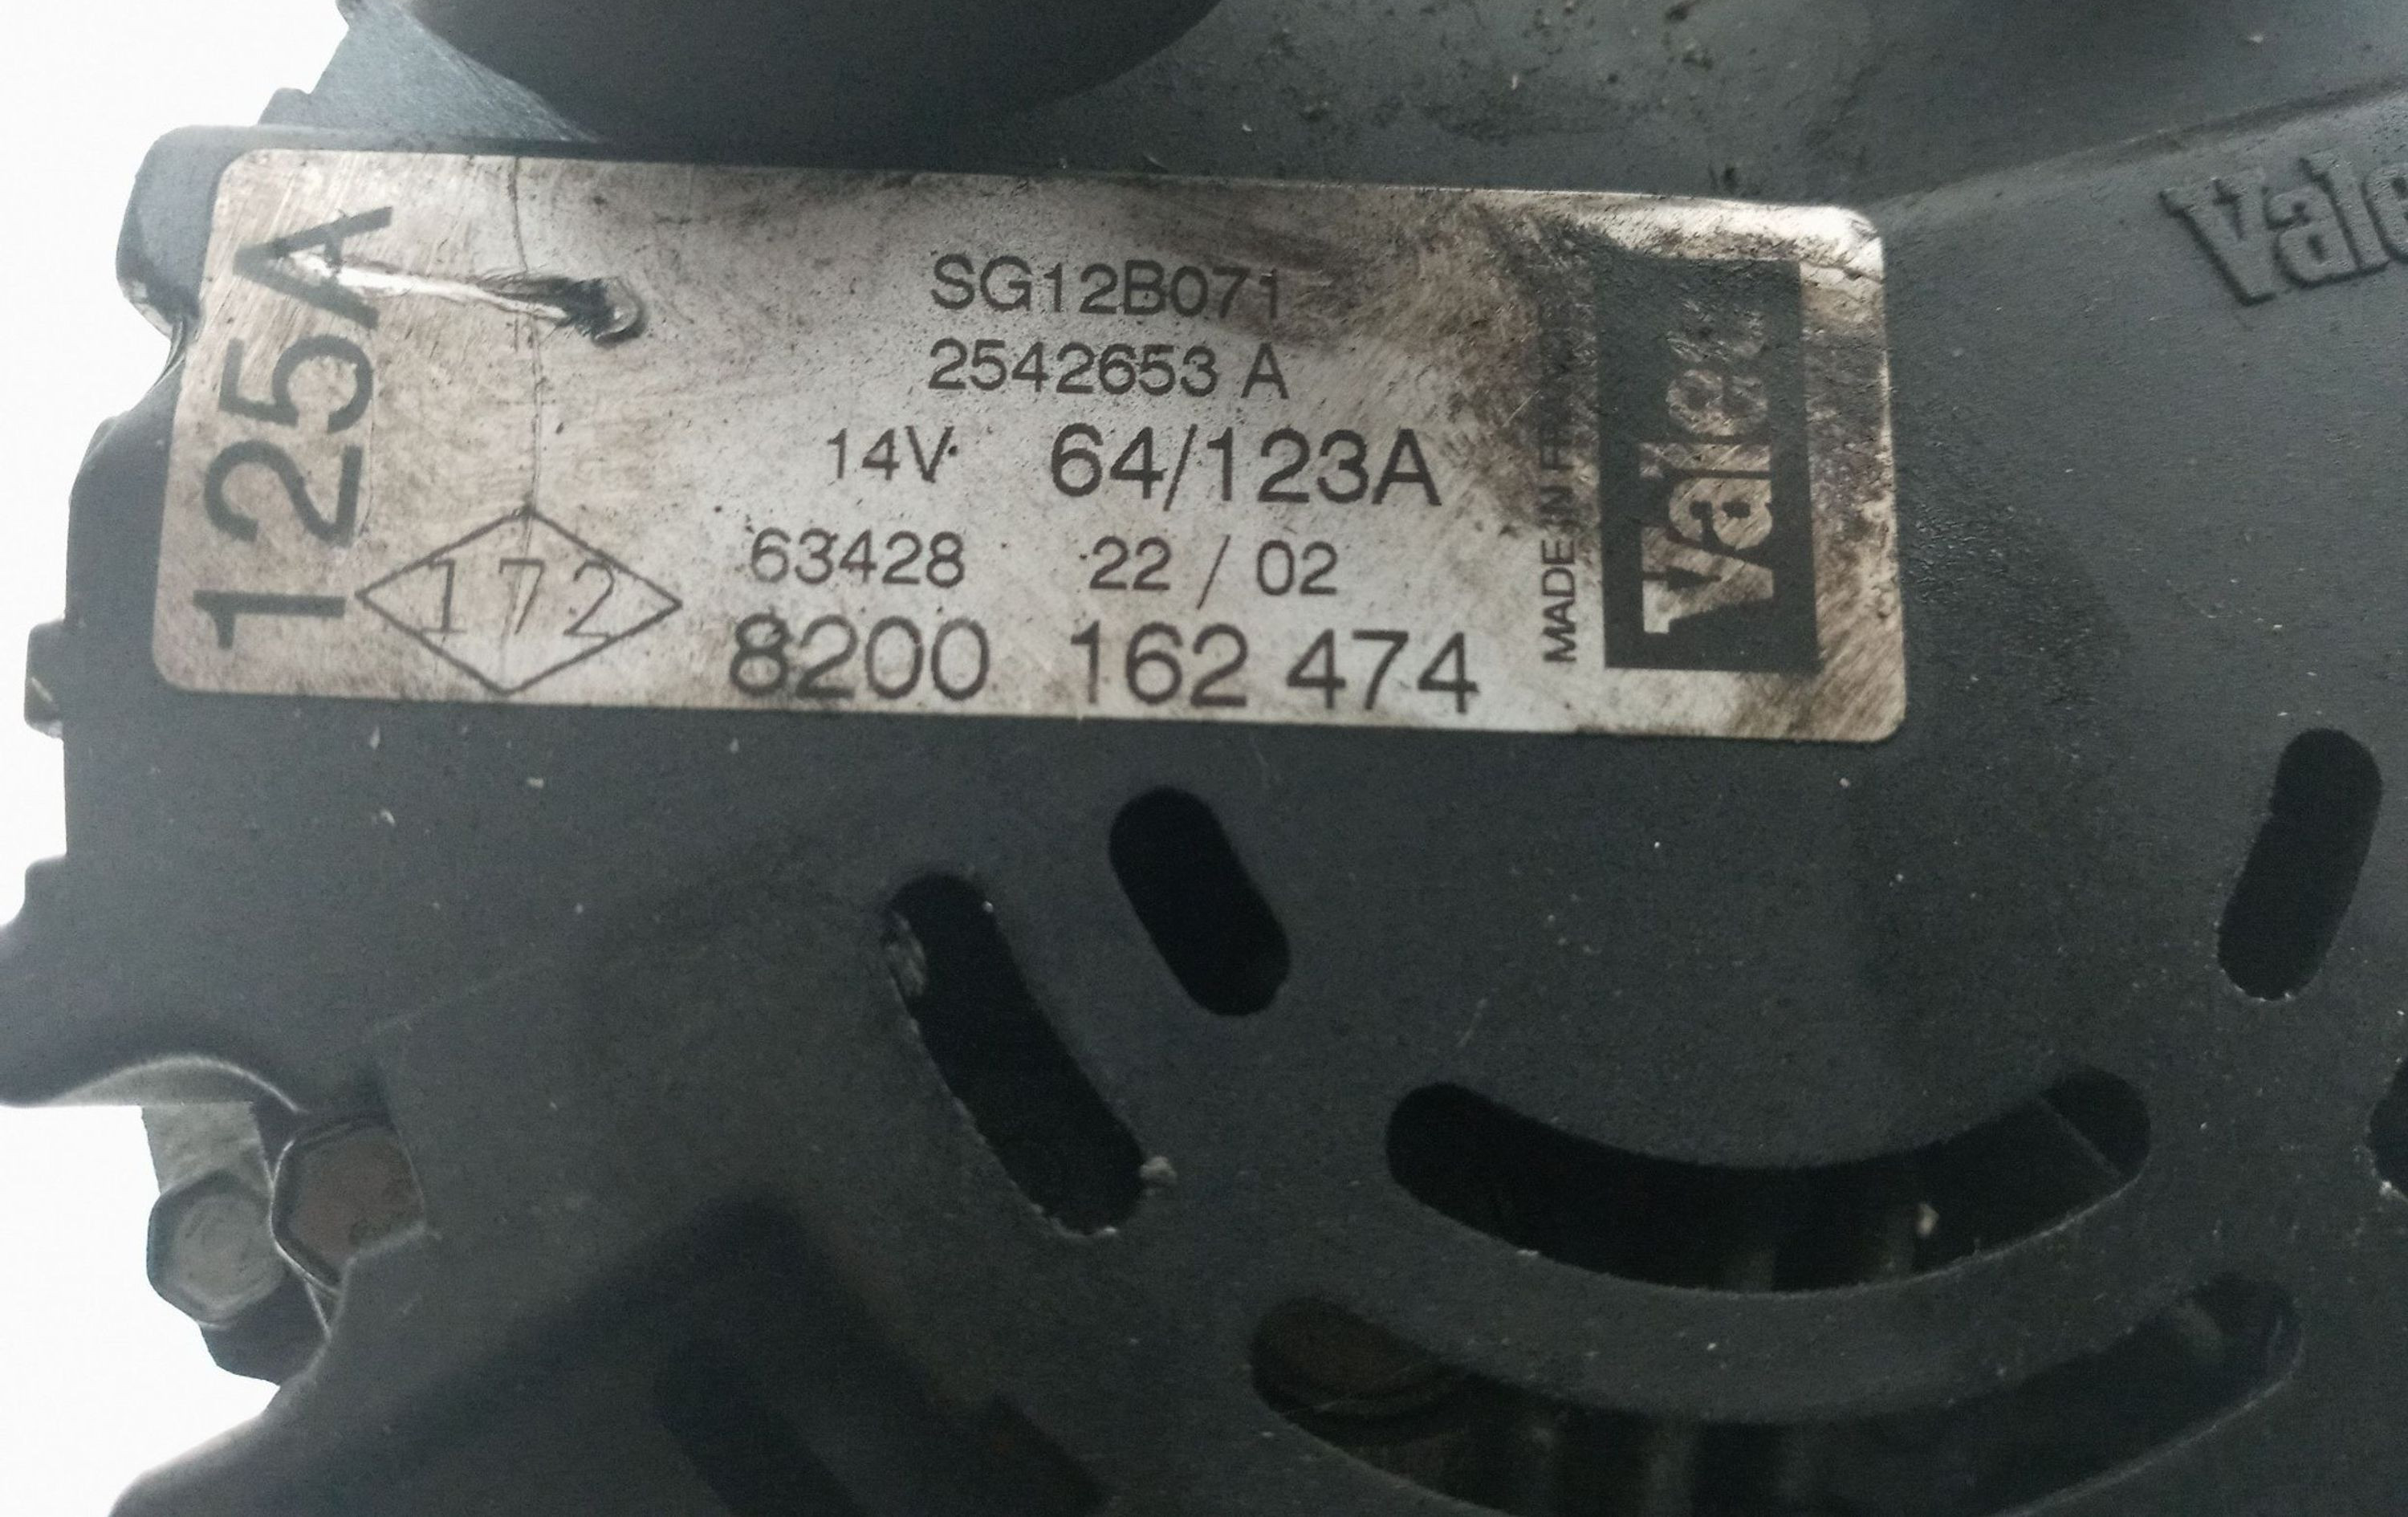 125A
SG12B071
2542653 A
14V 64/123A
172
63428 22 / 02
8200 162 474
MADE IN FRANCE
Valeo
Valeo